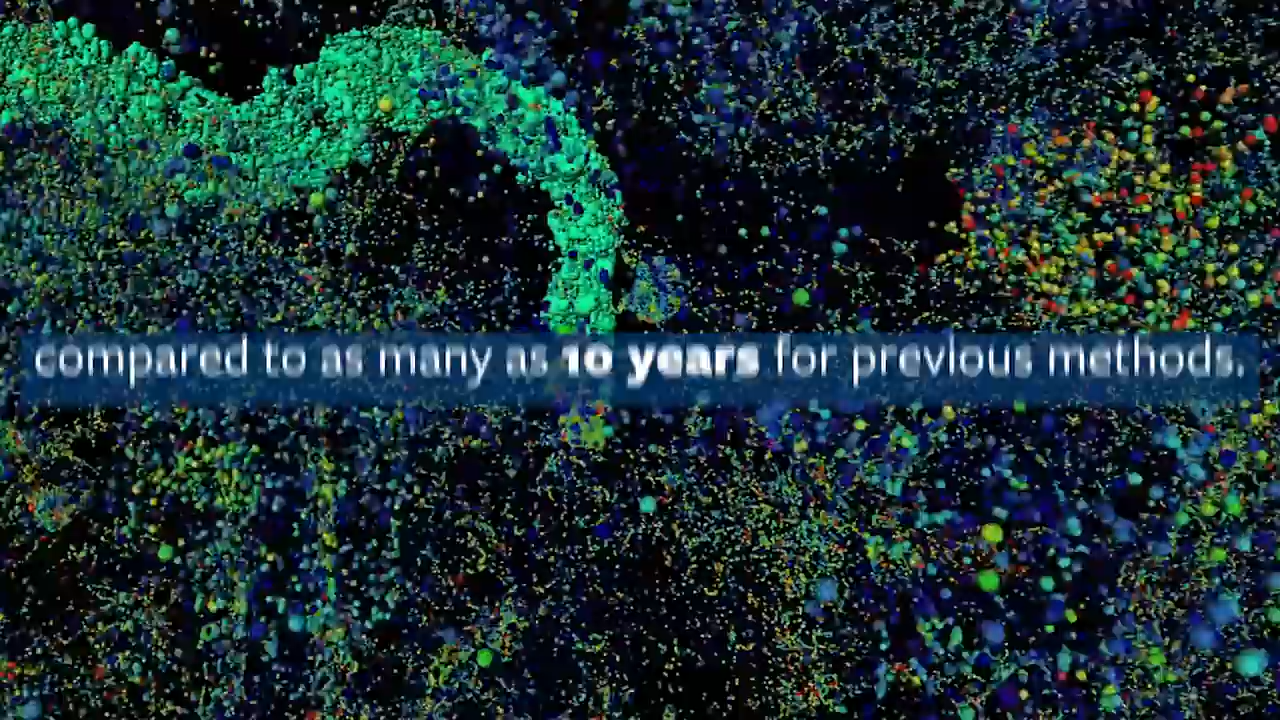 compared to as many as 10 years for previous methods.